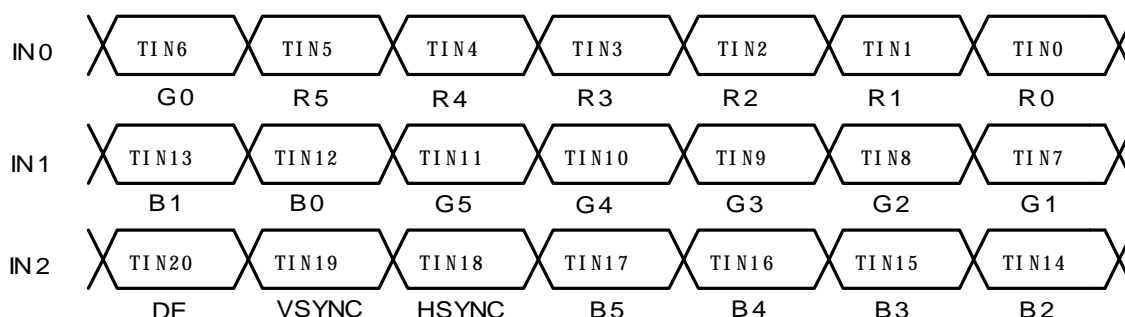 IN0 TIN6 TIN5 TIN4 TIN3 TIN2 TIN1 TIN0
G0 R5 R4 R3 R2 R1 R0
IN1 TIN13 TIN12 TIN11 TIN10 TIN9 TIN8 TIN7
B1 B0 G5 G4 G3 G2 G1
IN2 TIN20 TIN19 TIN18 TIN17 TIN16 TIN15 TIN14
DE VSYNC HSYNC B5 B4 B3 B2